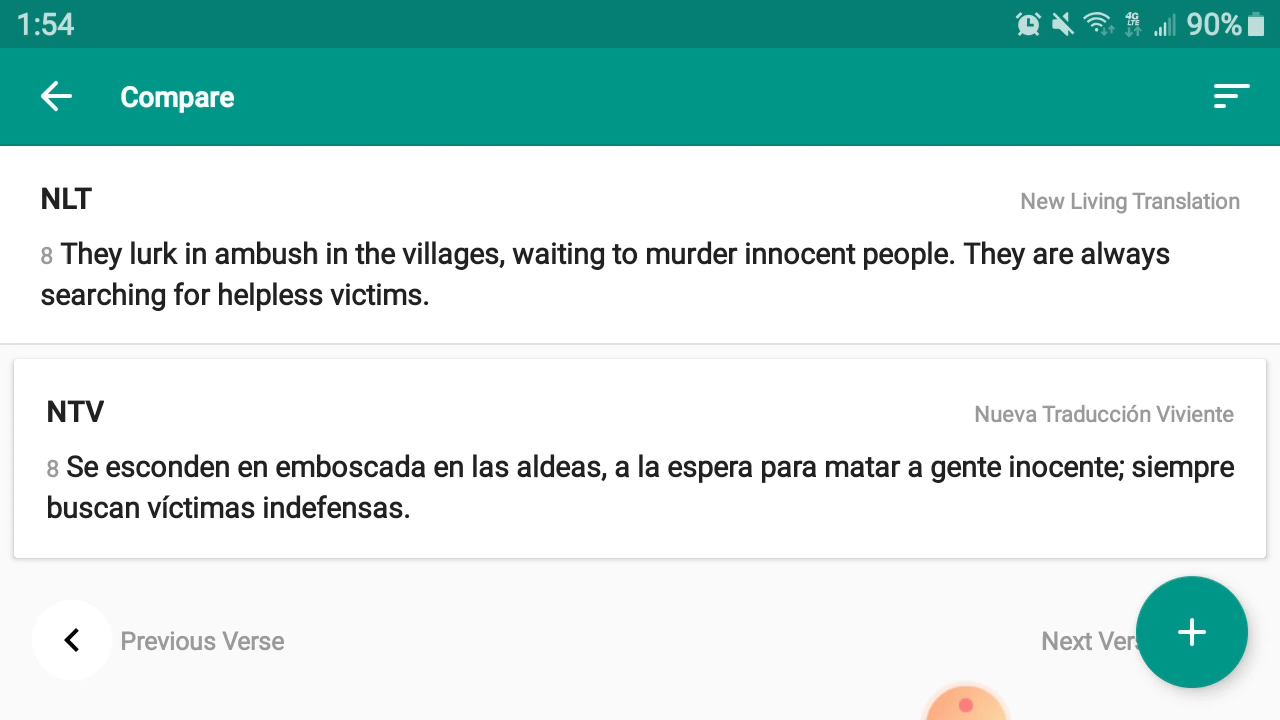 1:54
4G
LTE
90%
Compare
NLT
New Living Translation
8 They lurk in ambush in the villages, waiting to murder innocent people. They are always
searching for helpless victims.
NTV
Nueva Traducción Viviente
8 Se esconden en emboscada en las aldeas, a la espera para matar a gente inocente; siempre
buscan víctimas indefensas.
Previous Verse
Next